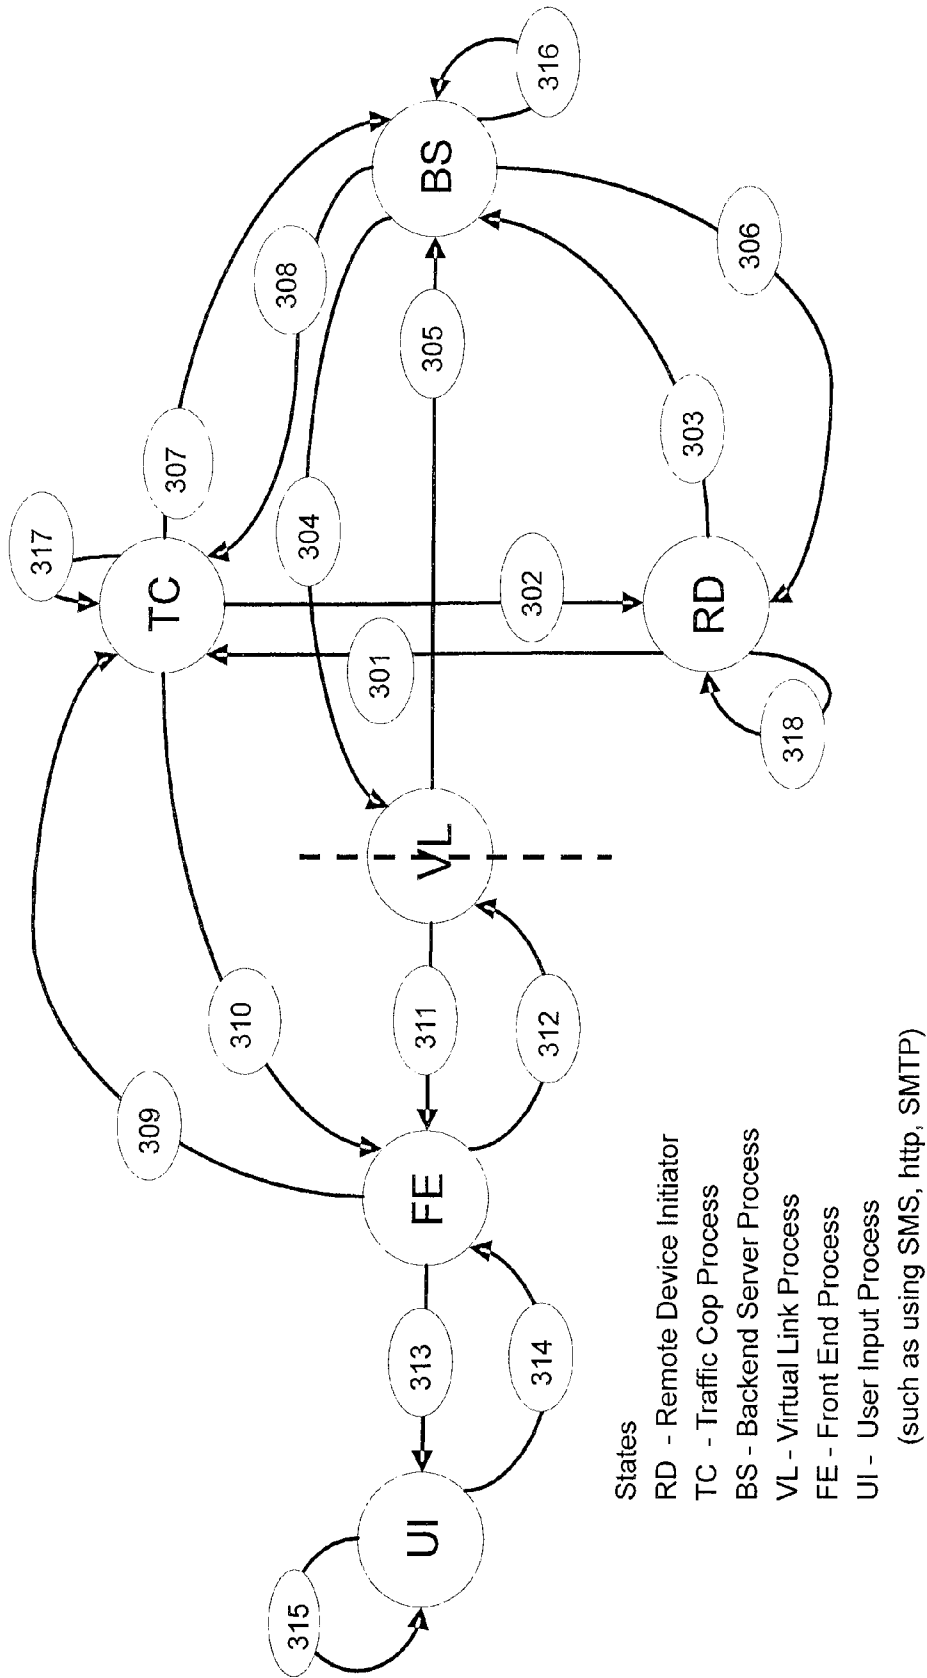 317
307
308
316
TC
BS
309
310
304
305
301
302
306
303
RD
318
VL
311
312
FE
313
314
UI
315
States
RD - Remote Device Initiator
TC - Traffic Cop Process
BS - Backend Server Process
VL - Virtual Link Process
FE - Front End Process
UI - User Input Process
(such as using SMS, http, SMTP)